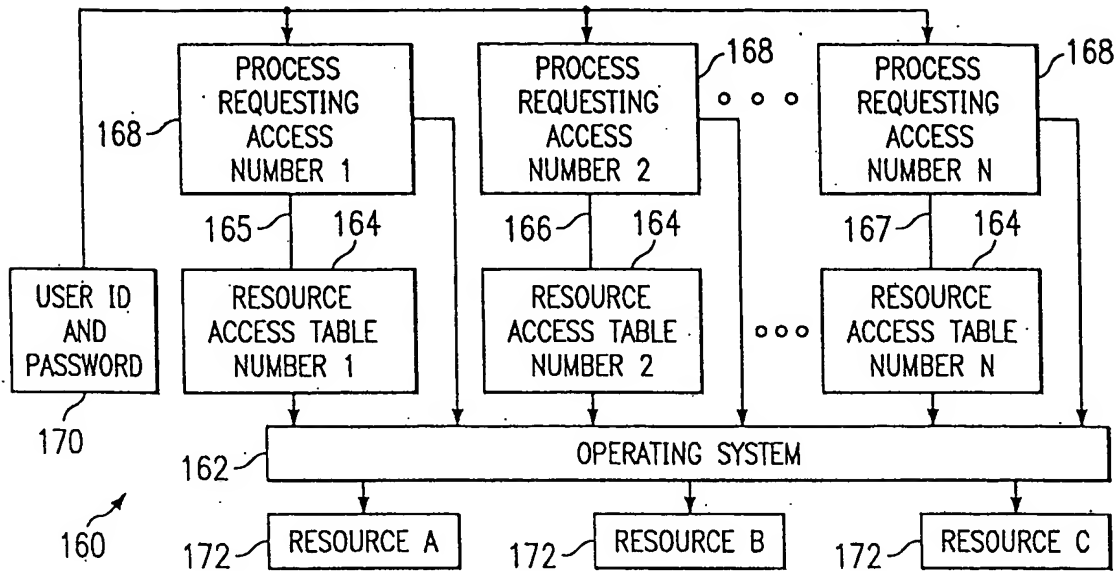 PROCESS
REQUESTING
ACCESS
NUMBER 1
168
PROCESS
REQUESTING
ACCESS
NUMBER 2
168
PROCESS
REQUESTING
ACCESS
NUMBER N
168
165
164
166
164
167
164
USER ID
AND
PASSWORD
170
RESOURCE
ACCESS TABLE
NUMBER 1
RESOURCE
ACCESS TABLE
NUMBER 2
RESOURCE
ACCESS TABLE
NUMBER N
162
OPERATING SYSTEM
160
172
RESOURCE A
172
RESOURCE B
172
RESOURCE C